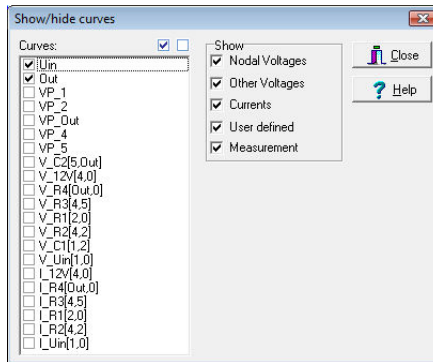 Show/hide curves
Curves:
Uin
Out
VP_1
VP_2
VP_Out
VP_4
VP_5
V_C2[5,Out]
V_12V[4,0]
V_R4[Out,0]
V_R3[4,5]
V_R1[2,0]
V_R2[4,2]
V_C1[1,2]
V_Uin[1,0]
I_12V[4,0]
I_R4[Out,0]
I_R3[4,5]
I_R1[2,0]
I_R2[4,2]
I_Uin[1,0]
Show
Nodal Voltages
Other Voltages
Currents
User defined
Measurement
Close
Help